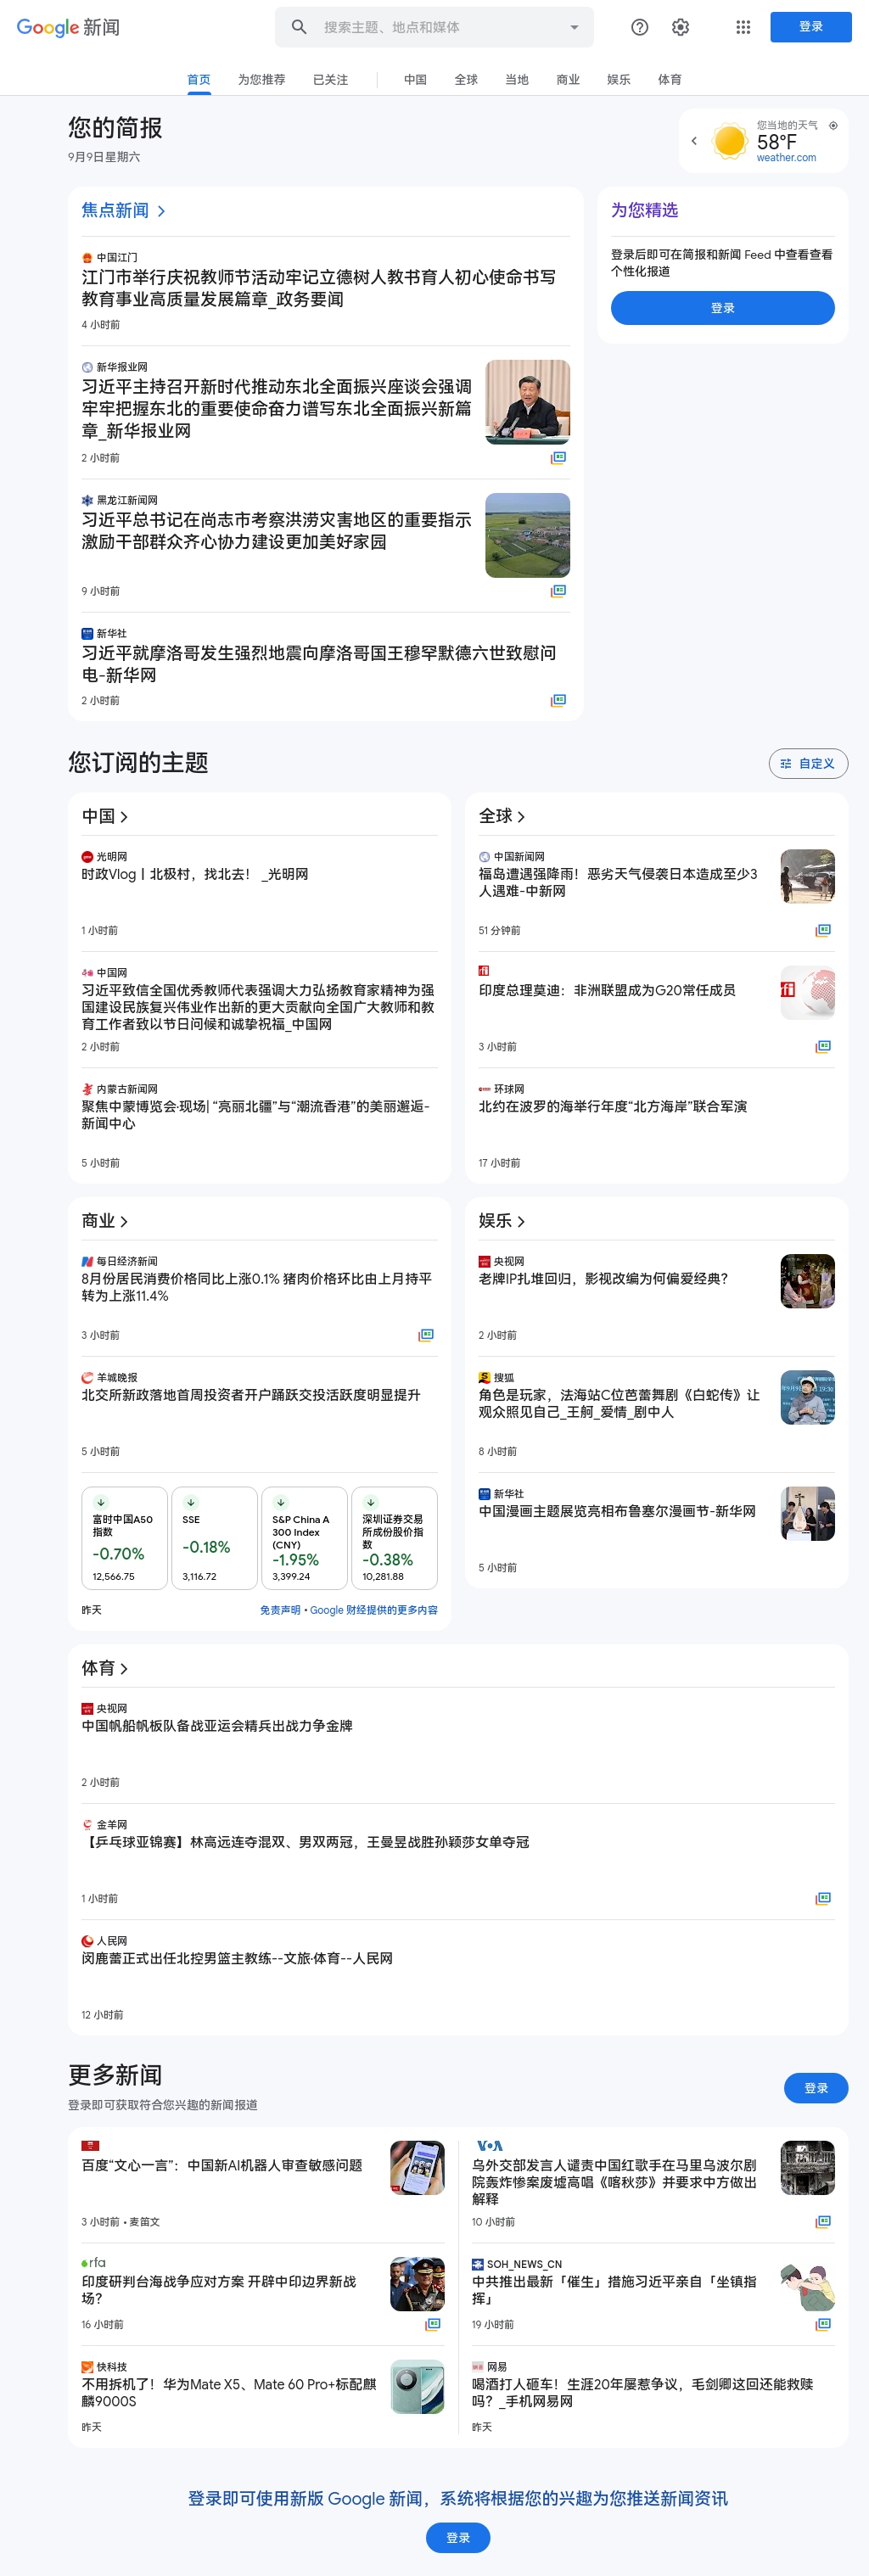 Google 新闻
搜索主题、地点和媒体
登录
首页
为您推荐
已关注
中国
全球
当地
商业
娱乐
体育
您的简报
9月9日星期六
您当地的天气
58°F
weather.com
焦点新闻
中国江门
江门市举行庆祝教师节活动牢记立德树人教书育人初心使命书写
教育事业高质量发展篇章_政务要闻
4 小时前
新华报业网
习近平主持召开新时代推动东北全面振兴座谈会强调
牢牢把握东北的重要使命奋力谱写东北全面振兴新篇
章_新华报业网
2 小时前
黑龙江新闻网
习近平总书记在尚志市考察洪涝灾害地区的重要指示
激励干部群众齐心协力建设更加美好家园
9 小时前
新华社
习近平就摩洛哥发生强烈地震向摩洛哥国王穆罕默德六世致慰问
电-新华网
2 小时前
为您精选
登录后即可在简报和新闻 Feed 中查看查看
个性化报道
登录
您订阅的主题
自定义
中国
光明网
时政Vlog丨北极村，找北去！ _光明网
1 小时前
中国网
习近平致信全国优秀教师代表强调大力弘扬教育家精神为强
国建设民族复兴伟业作出新的更大贡献向全国广大教师和教
育工作者致以节日问候和诚挚祝福_中国网
2 小时前
内蒙古新闻网
聚焦中蒙博览会·现场| “亮丽北疆”与“潮流香港”的美丽邂逅-
新闻中心
5 小时前
全球
中国新闻网
福岛遭遇强降雨！恶劣天气侵袭日本造成至少3
人遇难-中新网
51 分钟前
rfi
印度总理莫迪：非洲联盟成为G20常任成员
rfi
3 小时前
环球网
北约在波罗的海举行年度“北方海岸”联合军演
17 小时前
商业
每日经济新闻
8月份居民消费价格同比上涨0.1% 猪肉价格环比由上月持平
转为上涨11.4%
3 小时前
羊城晚报
北交所新政落地首周投资者开户踊跃交投活跃度明显提升
5 小时前
富时中国A50
指数
-0.70%
12,566.75
SSE
-0.18%
3,116.72
S&P China A
300 Index
(CNY)
-1.95%
3,399.24
深圳证券交易
所成份股价指
数
-0.38%
10,281.88
昨天
免责声明 • Google 财经提供的更多内容
娱乐
央视网
老牌IP扎堆回归，影视改编为何偏爱经典？
2 小时前
搜狐
角色是玩家，法海站C位芭蕾舞剧《白蛇传》让
观众照见自己_王舸_爱情_剧中人
8 小时前
新华社
中国漫画主题展览亮相布鲁塞尔漫画节-新华网
5 小时前
体育
央视网
中国帆船帆板队备战亚运会精兵出战力争金牌
2 小时前
金羊网
【乒乓球亚锦赛】林高远连夺混双、男双两冠，王曼昱战胜孙颖莎女单夺冠
1 小时前
人民网
闵鹿蕾正式出任北控男篮主教练--文旅·体育--人民网
12 小时前
更多新闻
登录即可获取符合您兴趣的新闻报道
登录
百度“文心一言”：中国新AI机器人审查敏感问题
3 小时前 • 麦笛文
rfa
印度研判台海战争应对方案 开辟中印边界新战
场？
16 小时前
快科技
不用拆机了！华为Mate X5、Mate 60 Pro+标配麒
麟9000S
昨天
VOA
乌外交部发言人谴责中国红歌手在马里乌波尔剧
院轰炸惨案废墟高唱《喀秋莎》并要求中方做出
解释
10 小时前
SOH_NEWS_CN
中共推出最新「催生」措施习近平亲自「坐镇指
挥」
19 小时前
网易
喝酒打人砸车！生涯20年屡惹争议，毛剑卿这回还能救赎
吗？_手机网易网
昨天
登录即可使用新版 Google 新闻，系统将根据您的兴趣为您推送新闻资讯
登录